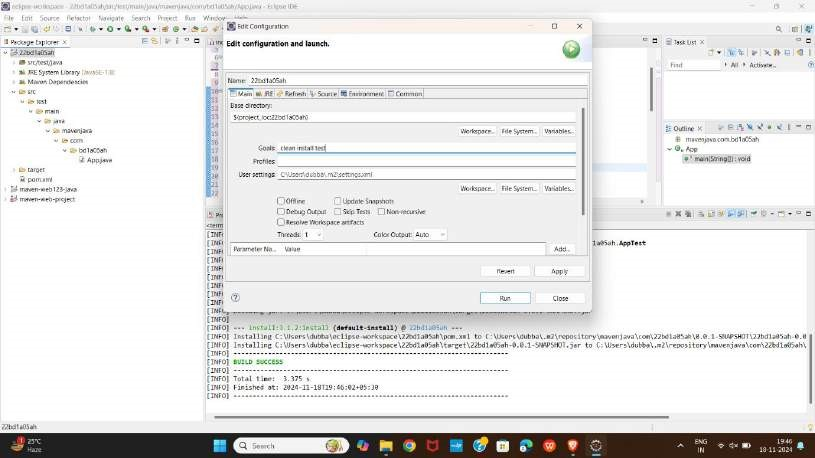 eclipse-workspace - 22bd1a05ah/src/test/main/java/mavenjava/com/bd1a05ah/App.java - Eclipse IDE
File Edit Source Refactor Navigate Search Project Run Window Help
Package Explorer
22bd1a05ah
src/test/java
JRE System Library [JavaSE-13]
Maven Dependencies
src
test
main
java
mavenjava
com
bd1a05ah
App.java
target
pom.xml
maven-web123-java
maven-web-project
Edit Configuration
Edit configuration and launch.
Name: 22bd1a05ah
Main JRE Refresh Source Environment Common
Base directory:
${project_loc:22bd1a05ah}
Workspace... File System... Variables...
Goals: clean install test
Profiles:
User settings: C:\Users\dubba\.m2\settings.xml
Workspace... File System... Variables...
Offline Update Snapshots
Debug Output Skip Tests Non-recursive
Resolve Workspace artifacts
Threads: 1 Color Output: Auto
Parameter Na... Value
Add...
Revert Apply
Run Close
Task List
Find All Activate...
Outline
mavenjava.com.bd1a05ah
App
main(String[]) : void
1a05ah.AppTest
[INFO] --- install:3.1.2:install (default-install) @ 22bd1a05ah ---
[INFO] Installing C:\Users\dubba\eclipse-workspace\22bd1a05ah\pom.xml to C:\Users\dubba\.m2\repository\mavenjava\com\22bd1a05ah\0.0.1-SNAPSHOT\22bd1a05ah-0.0
[INFO] Installing C:\Users\dubba\eclipse-workspace\22bd1a05ah\target\22bd1a05ah-0.0.1-SNAPSHOT.jar to C:\Users\dubba\.m2\repository\mavenjava\com\22bd1a05ah\
[INFO] ------------------------------------------------------------------------
[INFO] BUILD SUCCESS
[INFO] ------------------------------------------------------------------------
[INFO] Total time: 3.375 s
[INFO] Finished at: 2024-11-18T19:46:02+05:30
[INFO] ------------------------------------------------------------------------
22bd1a05ah
25°C
Haze
Search
ENG
IN
19:46
18-11-2024